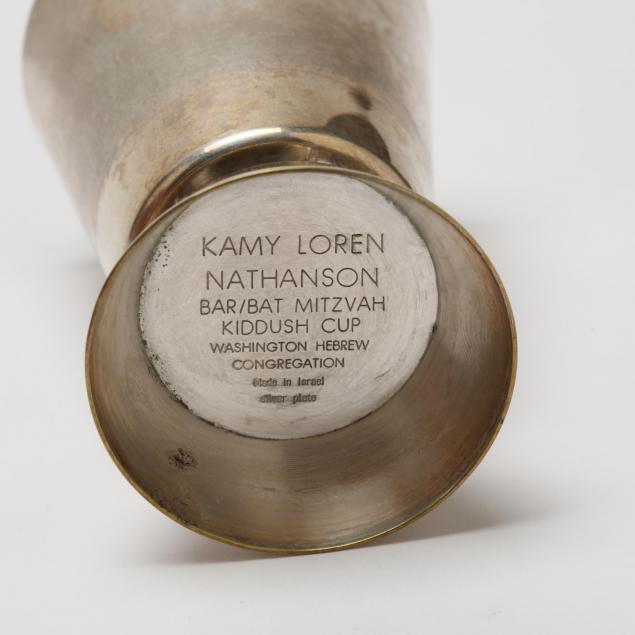 KAMY LOREN
NATHANSON
BAR/BAT MITZVAH
KIDDUSH CUP
WASHINGTON HEBREW
CONGREGATION
Made in Israel
silver plate